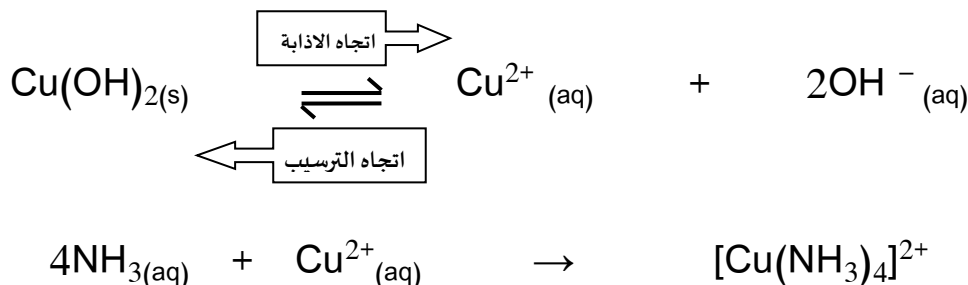 اتجاه الاذابة
Cu(OH)₂₍ₛ₎ ⇌ Cu²⁺ (aq) + 2OH ⁻ (aq)
اتجاه الترسيب
4NH₃(aq) + Cu²⁺(aq) → [Cu(NH₃)₄]²⁺